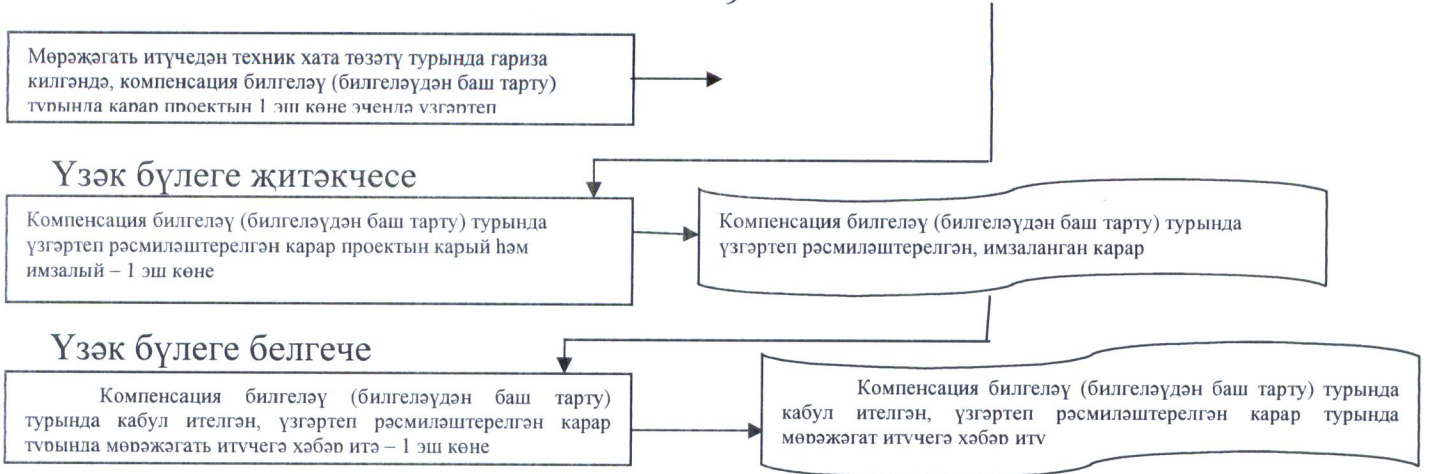 Мөрәҗәгать итүчедән техник хата төзәтү турында гариза
килгәндә, компенсация билгеләү (билгеләүдән баш тарту)
турында карар проектын 1 эш көне эчендә үзгәртеп
Үзәк бүлеге җитәкчесе
Компенсация билгеләү (билгеләүдән баш тарту) турында
үзгәртеп рәсмиләштерелгән карар проектын карый һәм
имзалый – 1 эш көне
Компенсация билгеләү (билгеләүдән баш тарту) турында
үзгәртеп рәсмиләштерелгән, имзаланган карар
Үзәк бүлеге белгече
Компенсация билгеләү (билгеләүдән баш тарту)
турында кабул ителгән, үзгәртеп рәсмиләштерелгән карар
турында мөрәҗәгать итүчегә хәбәр итә – 1 эш көне
Компенсация билгеләү (билгеләүдән баш тарту) турында
кабул ителгән, үзгәртеп рәсмиләштерелгән карар турында
мөрәҗәгат итүчегә хәбәр итү